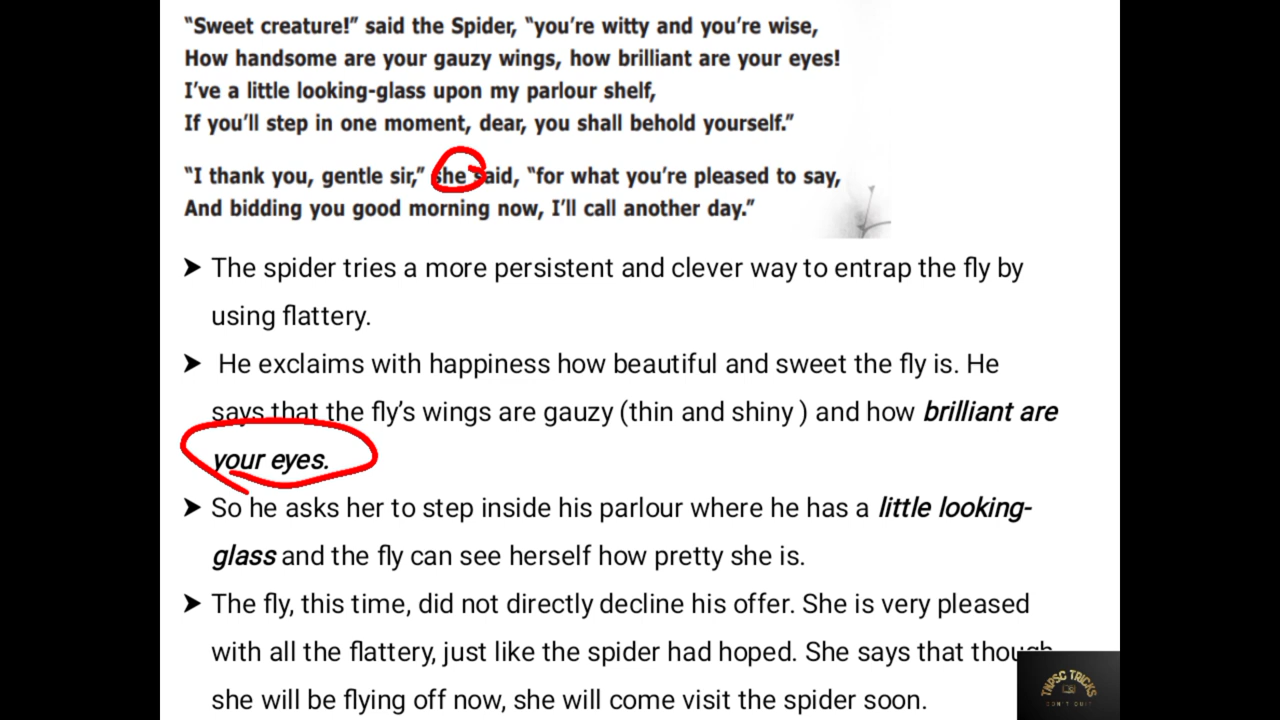 “Sweet creature!” said the Spider, “you’re witty and you’re wise,
How handsome are your gauzy wings, how brilliant are your eyes!
I’ve a little looking-glass upon my parlour shelf,
If you’ll step in one moment, dear, you shall behold yourself.”
“I thank you, gentle sir,” she said, “for what you’re pleased to say,
And bidding you good morning now, I’ll call another day.”
➤ The spider tries a more persistent and clever way to entrap the fly by
using flattery.
➤ He exclaims with happiness how beautiful and sweet the fly is. He
says that the fly’s wings are gauzy (thin and shiny ) and how brilliant are
your eyes.
➤ So he asks her to step inside his parlour where he has a little looking-
glass and the fly can see herself how pretty she is.
➤ The fly, this time, did not directly decline his offer. She is very pleased
with all the flattery, just like the spider had hoped. She says that though
she will be flying off now, she will come visit the spider soon.
TNPSC TRICKS
DON'T QUIT